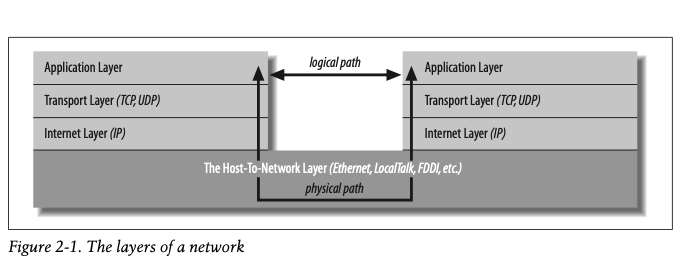 logical path
Application Layer
Application Layer
Transport Layer (TCP, UDP)
Transport Layer (TCP, UDP)
Internet Layer (IP)
Internet Layer (IP)
The Host-To-Network Layer (Ethernet, LocalTalk, FDDI, etc.)
physical path
Figure 2-1. The layers of a network